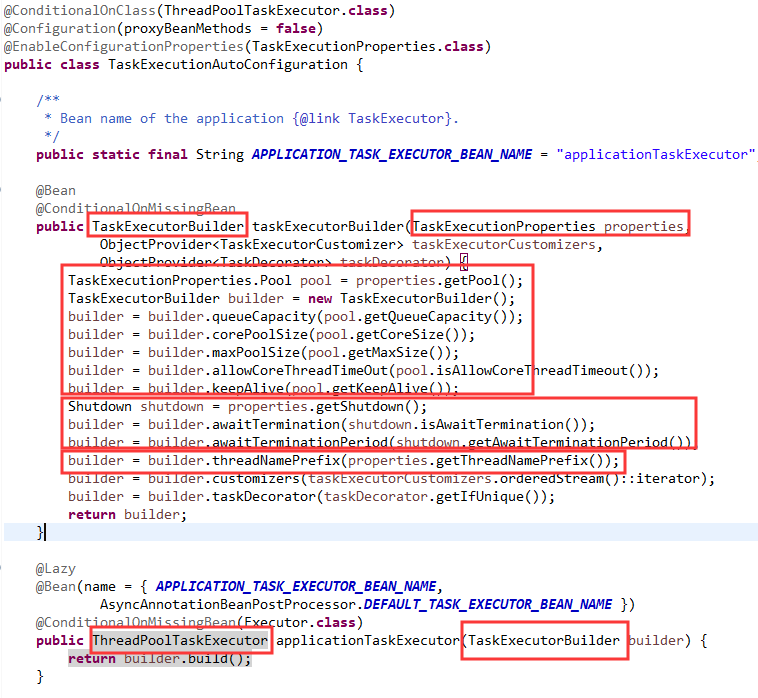 @ConditionalOnClass(ThreadPoolTaskExecutor.class)
@Configuration(proxyBeanMethods = false)
@EnableConfigurationProperties(TaskExecutionProperties.class)
public class TaskExecutionAutoConfiguration {
/**
* Bean name of the application {@link TaskExecutor}.
*/
public static final String APPLICATION_TASK_EXECUTOR_BEAN_NAME = "applicationTaskExecutor";
@Bean
@ConditionalOnMissingBean
public TaskExecutorBuilder taskExecutorBuilder(TaskExecutionProperties properties,
ObjectProvider<TaskExecutorCustomizer> taskExecutorCustomizers,
ObjectProvider<TaskDecorator> taskDecorator) {
TaskExecutionProperties.Pool pool = properties.getPool();
TaskExecutorBuilder builder = new TaskExecutorBuilder();
builder = builder.queueCapacity(pool.getQueueCapacity());
builder = builder.corePoolSize(pool.getCoreSize());
builder = builder.maxPoolSize(pool.getMaxSize());
builder = builder.allowCoreThreadTimeOut(pool.isAllowCoreThreadTimeout());
builder = builder.keepAlive(pool.getKeepAlive());
Shutdown shutdown = properties.getShutdown();
builder = builder.awaitTermination(shutdown.isAwaitTermination());
builder = builder.awaitTerminationPeriod(shutdown.getAwaitTerminationPeriod());
builder = builder.threadNamePrefix(properties.getThreadNamePrefix());
builder = builder.customizers(taskExecutorCustomizers.orderedStream()::iterator);
builder = builder.taskDecorator(taskDecorator.getIfUnique());
return builder;
}
@Lazy
@Bean(name = { APPLICATION_TASK_EXECUTOR_BEAN_NAME,
AsyncAnnotationBeanPostProcessor.DEFAULT_TASK_EXECUTOR_BEAN_NAME })
@ConditionalOnMissingBean(Executor.class)
public ThreadPoolTaskExecutor applicationTaskExecutor(TaskExecutorBuilder builder) {
return builder.build();
}